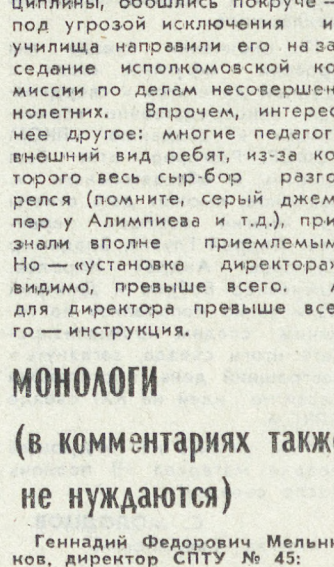 циплины, обошлись покруче —
под угрозой исключения и
училища направили его на за
седание исполкомовской ко
миссии по делам несовершен
нолетних. Впрочем, интерес
нее другое: многие педагог
внешний вид ребят, из-за ко
торого весь сыр-бор разго
релся (помните, серый джем
пер у Алимпиева и т.д.), при
знали вполне приемлемым
Но — «установка директора»
видимо, превыше всего. А
для директора превыше все
го — инструкция.
МОНОЛОГИ
(в комментариях также
не нуждаются)
Геннадий Федорович Мельни
ков, директор СПТУ № 45: